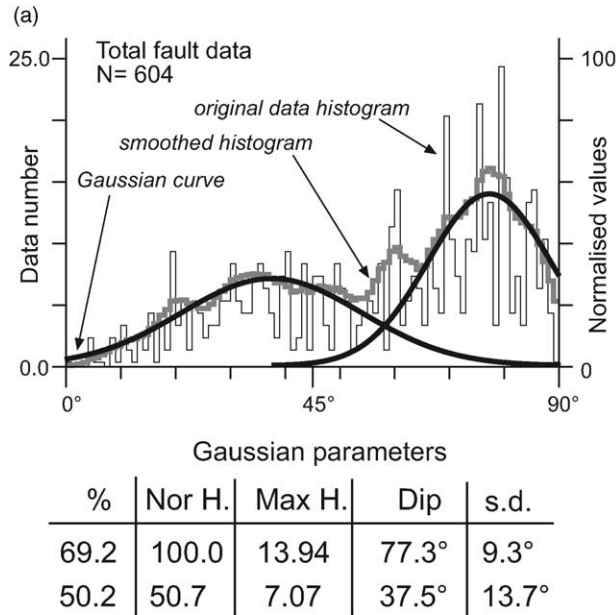 (a)
Total fault data
N= 604
original data histogram
smoothed histogram
Gaussian curve
25.0
Data number
0.0
100
Normalised values
0
0°
45°
90°
Gaussian parameters
% Nor H. Max H. Dip s.d.
69.2 100.0 13.94 77.3° 9.3°
50.2 50.7 7.07 37.5° 13.7°